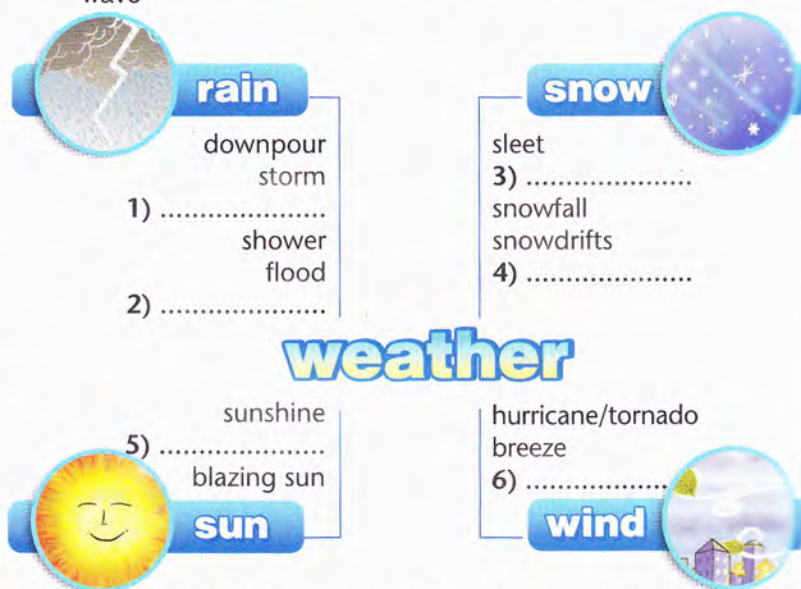 wave
rain
downpour
storm
1) .....................
shower
flood
2) .....................
snow
sleet
3) .....................
snowfall
snowdrifts
4) .....................
weather
sunshine
5) .....................
blazing sun
sun
hurricane/tornado
breeze
6) .....................
wind